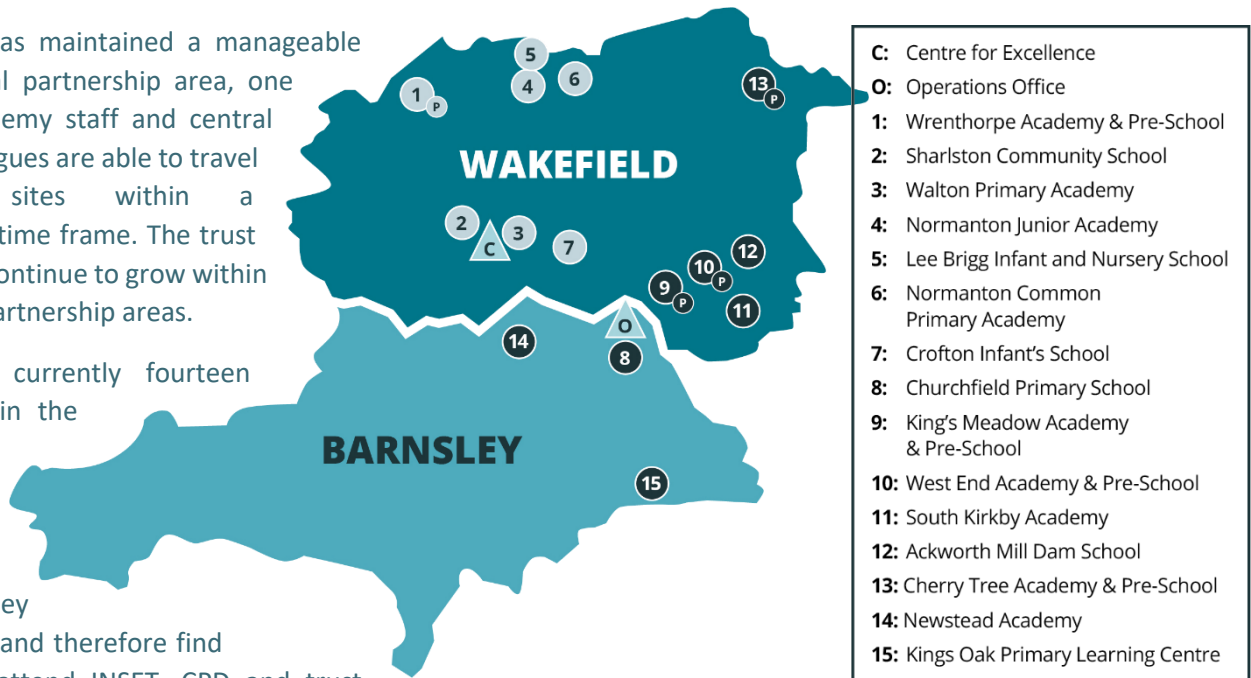 as maintained a manageable
al partnership area, one
emy staff and central
gues are able to travel
sites within a
time frame. The trust
ontinue to grow within
artnership areas.
currently fourteen
in the
ey
and therefore find
attend INSET, CPD and trust
5
4
6
1
P
13
P
WAKEFIELD
2
C
3
7
12
10
P
9
P
11
O
14
8
BARNSLEY
15
C: Centre for Excellence
O: Operations Office
1: Wrenthorpe Academy & Pre-School
2: Sharlston Community School
3: Walton Primary Academy
4: Normanton Junior Academy
5: Lee Brigg Infant and Nursery School
6: Normanton Common
Primary Academy
7: Crofton Infant's School
8: Churchfield Primary School
9: King's Meadow Academy
& Pre-School
10: West End Academy & Pre-School
11: South Kirkby Academy
12: Ackworth Mill Dam School
13: Cherry Tree Academy & Pre-School
14: Newstead Academy
15: Kings Oak Primary Learning Centre